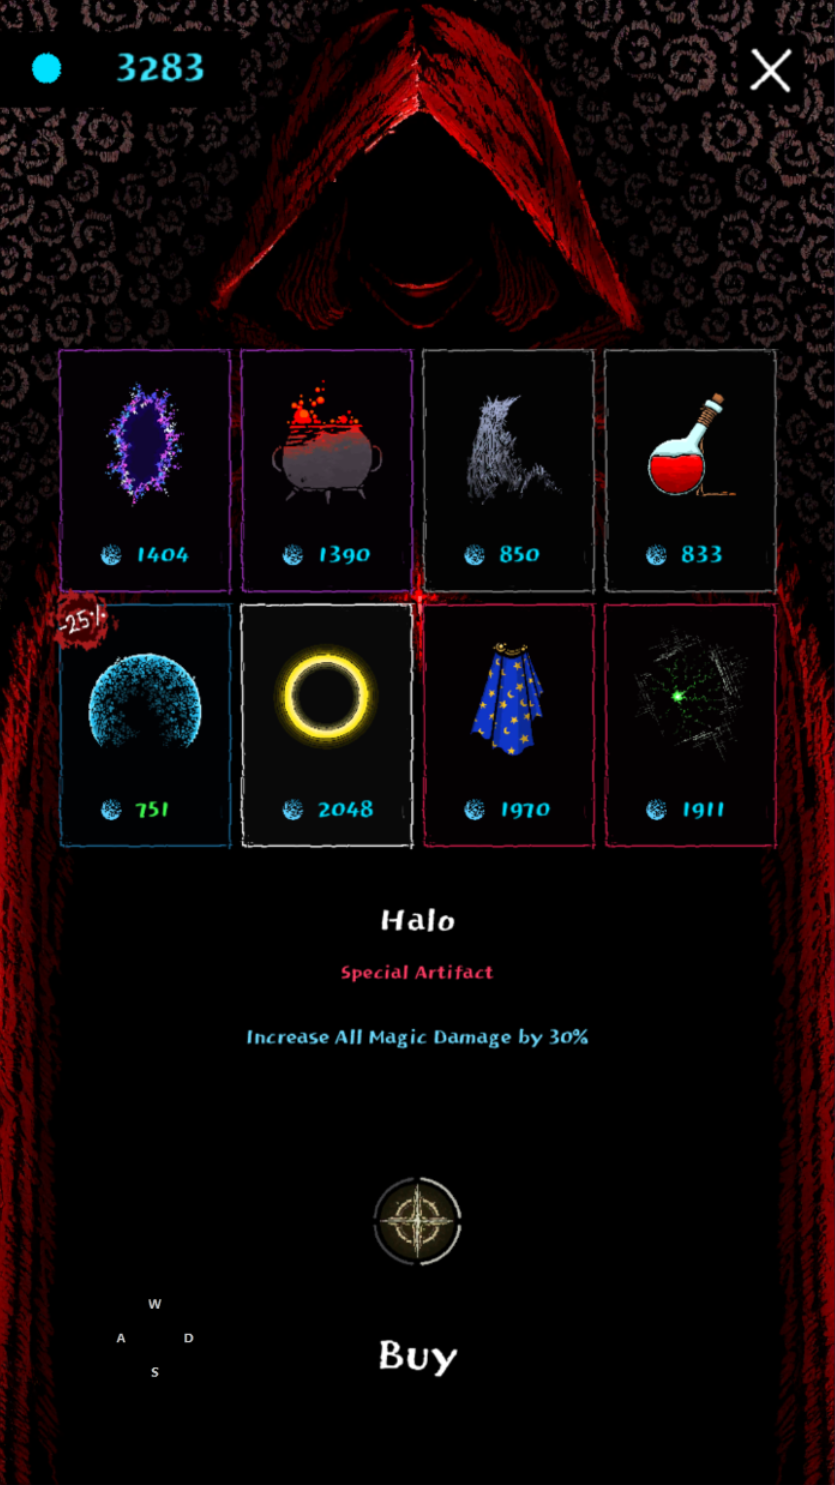 3283
1404
1390
850
833
-25%
751
2048
1970
1911
Halo
Special Artifact
Increase All Magic Damage by 30%
W
A D
S
Buy